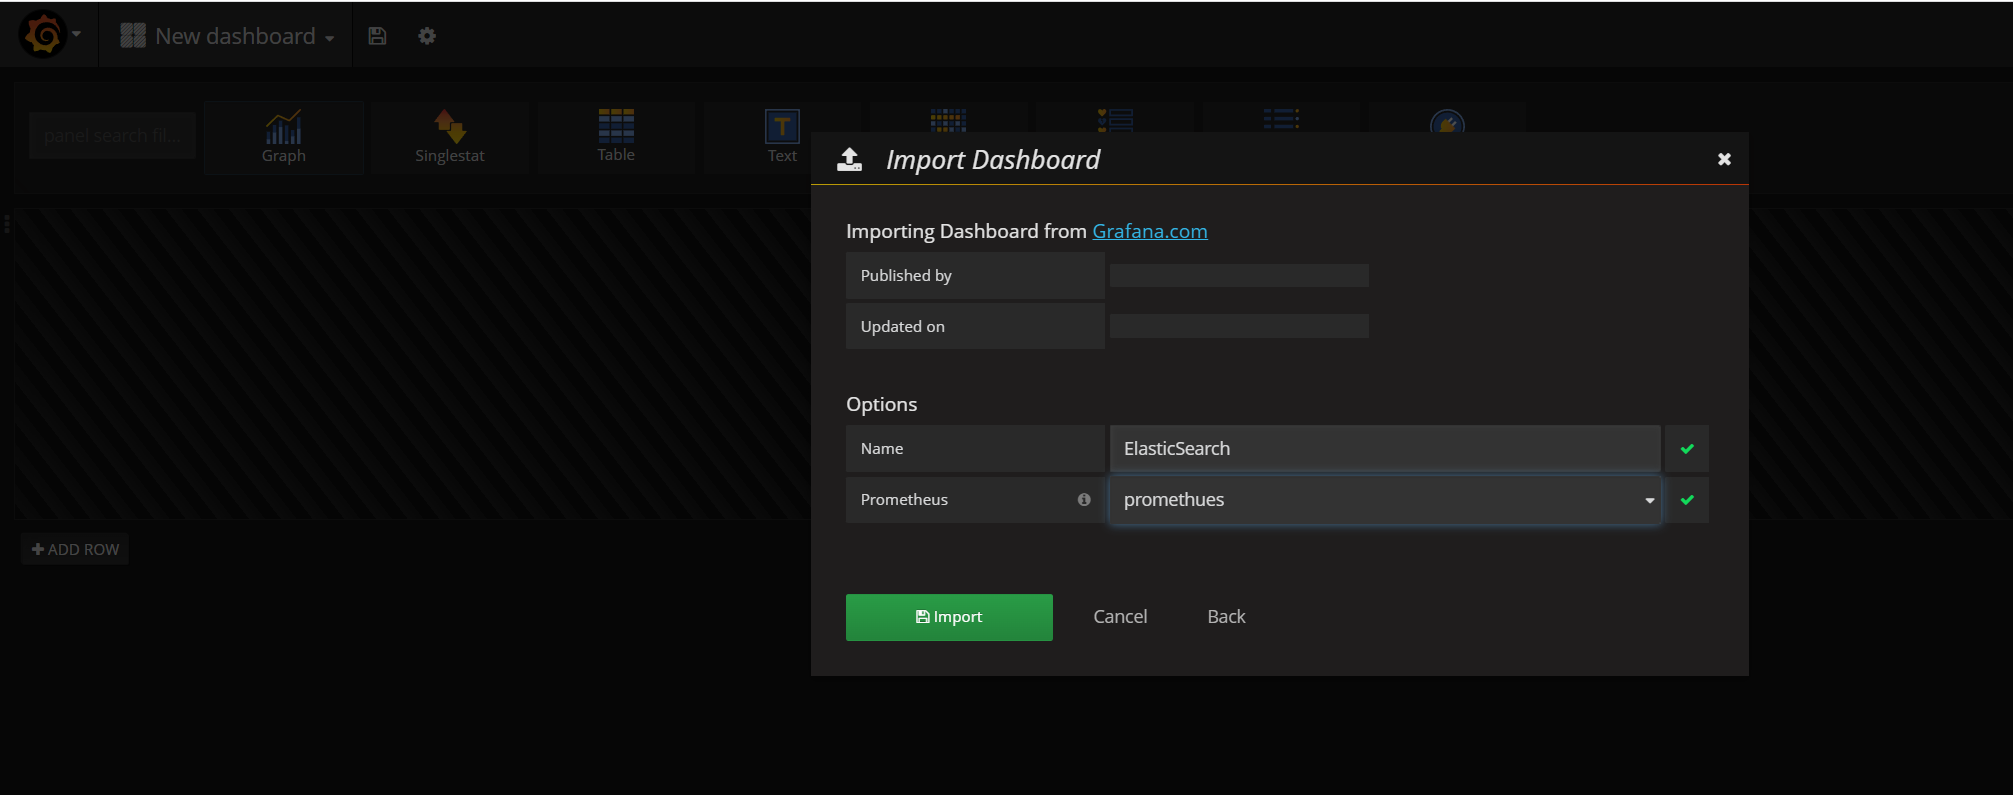 New dashboard
panel search fil...
Graph
Singlestat
Table
Text
Import Dashboard
Importing Dashboard from Grafana.com
Published by
Updated on
Options
Name
ElasticSearch
Prometheus
promethues
ADD ROW
Import
Cancel
Back